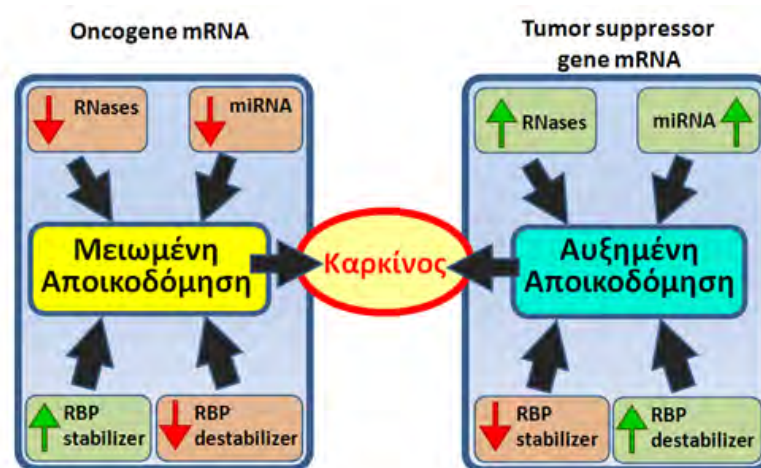 Oncogene mRNA
RNases
miRNA
Μειωμένη
Αποικοδόμηση
RBP
stabilizer
RBP
destabilizer
Καρκίνος
Tumor suppressor
gene mRNA
RNases
miRNA
Αυξημένη
Αποικοδόμηση
RBP
stabilizer
RBP
destabilizer